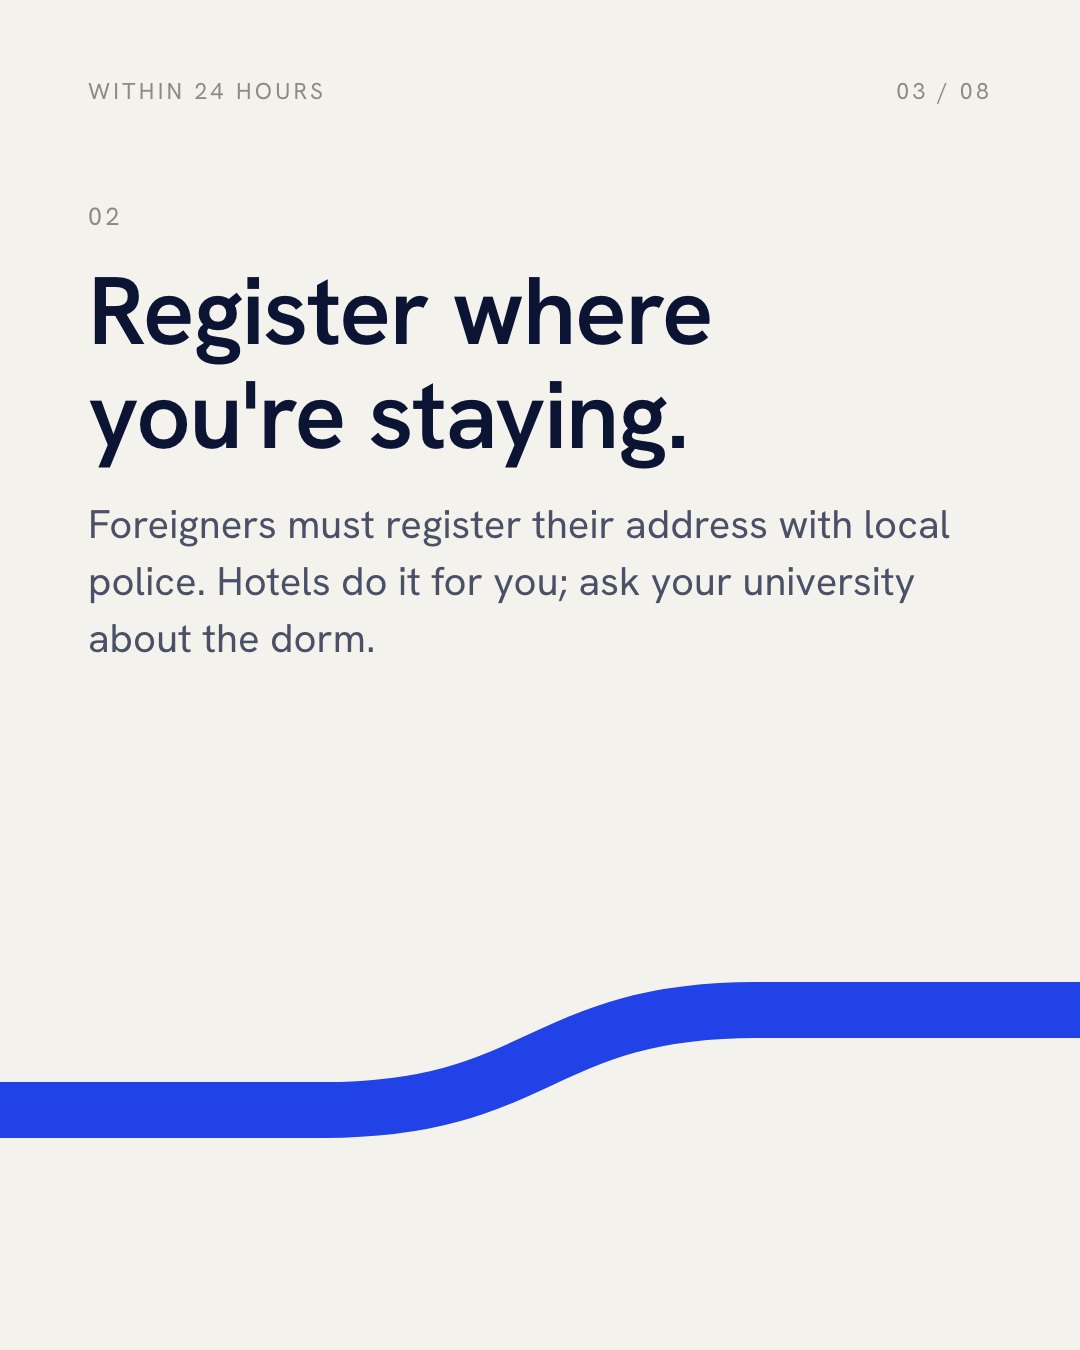 WITHIN 24 HOURS
03 / 08
02
Register where
you're staying.
Foreigners must register their address with local
police. Hotels do it for you; ask your university
about the dorm.